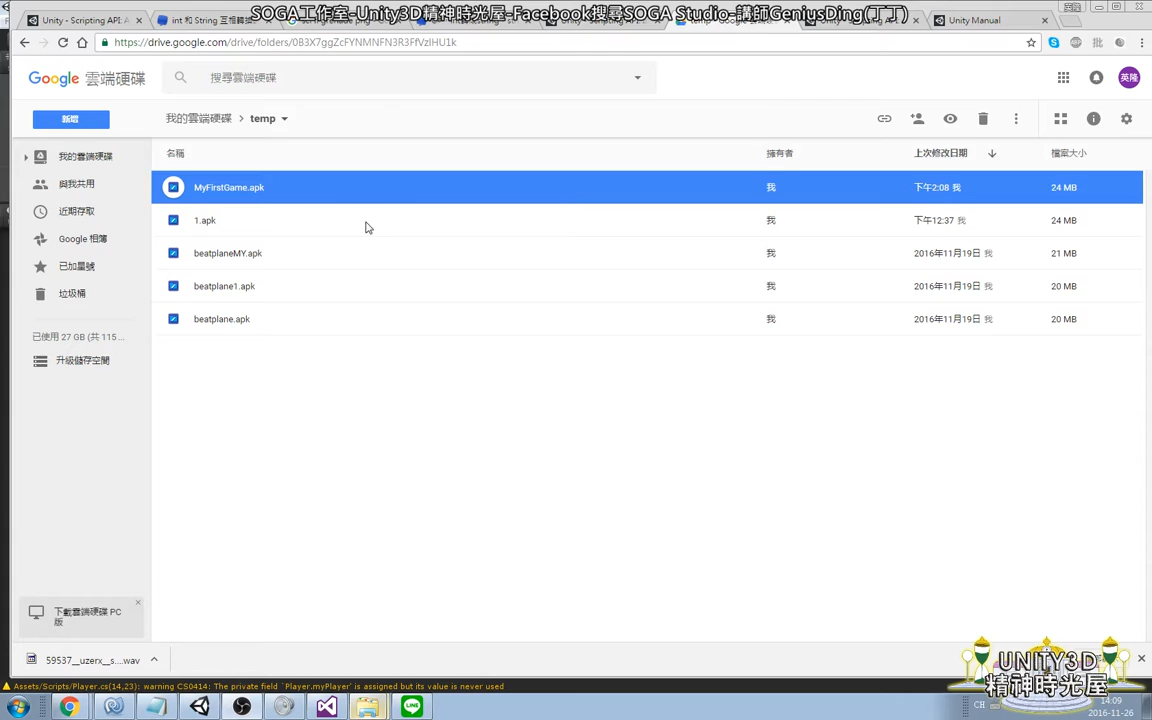 SOGA工作室-Unity3D精神時光屋-Facebook搜尋SOGA Studio-講師GeniusDing(丁丁)
Unity - Scripting API:
int 和 String 互相轉換
Unity Manual
https://drive.google.com/drive/folders/0B3X7ggZcFYNMNFN3R3FfVzlHU1k
Google 雲端硬碟
搜尋雲端硬碟
英隆
新增
我的雲端硬碟 > temp
名稱
擁有者
上次修改日期
檔案大小
我的雲端硬碟
與我共用
近期存取
Google 相簿
已加星號
垃圾桶
已使用 27 GB (共 115 ...
升級儲存空間
MyFirstGame.apk 我 下午2:08 我 24 MB
1.apk 我 下午12:37 我 24 MB
beatplaneMY.apk 我 2016年11月19日 我 21 MB
beatplane1.apk 我 2016年11月19日 我 20 MB
beatplane.apk 我 2016年11月19日 我 20 MB
下載雲端硬碟 PC
版
59537__uzerx__s....wav
UNITY3D
精神時光屋
Assets/Scripts/Player.cs(14,23): warning CS0414: The private field `Player.myPlayer' is assigned but its value is never used
LINE
CH
14:09
2016-11-26